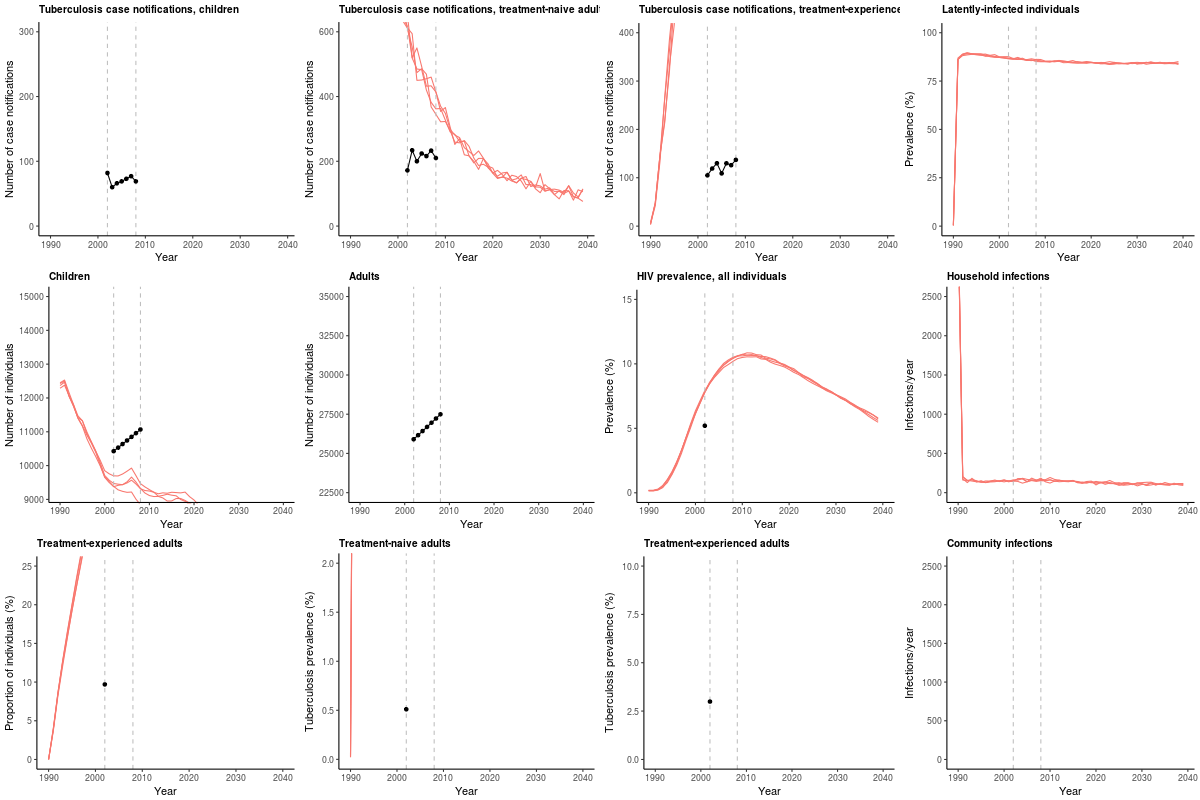 Tuberculosis case notifications, children
Number of case notifications
300
200
100
0
1990 2000 2010 2020 2030 2040
Year
Tuberculosis case notifications, treatment-naive adul
Number of case notifications
600
400
200
0
1990 2000 2010 2020 2030 2040
Year
Tuberculosis case notifications, treatment-experience
Number of case notifications
400
300
200
100
0
1990 2000 2010 2020 2030 2040
Year
Latently-infected individuals
Prevalence (%)
100
75
50
25
0
1990 2000 2010 2020 2030 2040
Year
Children
Number of individuals
15000
14000
13000
12000
11000
10000
9000
1990 2000 2010 2020 2030 2040
Year
Adults
Number of individuals
35000
32500
30000
27500
25000
22500
1990 2000 2010 2020 2030 2040
Year
HIV prevalence, all individuals
Prevalence (%)
15
10
5
0
1990 2000 2010 2020 2030 2040
Year
Household infections
Infections/year
2500
2000
1500
1000
500
0
1990 2000 2010 2020 2030 2040
Year
Treatment-experienced adults
Proportion of individuals (%)
25
20
15
10
5
0
1990 2000 2010 2020 2030 2040
Year
Treatment-naive adults
Tuberculosis prevalence (%)
2.0
1.5
1.0
0.5
0.0
1990 2000 2010 2020 2030 2040
Year
Treatment-experienced adults
Tuberculosis prevalence (%)
10.0
7.5
5.0
2.5
0.0
1990 2000 2010 2020 2030 2040
Year
Community infections
Infections/year
2500
2000
1500
1000
500
0
1990 2000 2010 2020 2030 2040
Year